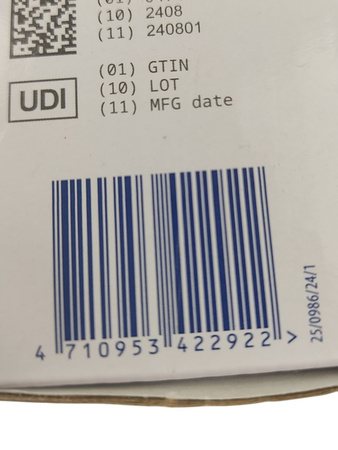 (10) 2408
(11) 240801
UDI
(01) GTIN
(10) LOT
(11) MFG date
4 710953 422922 >
25/0986/24/1